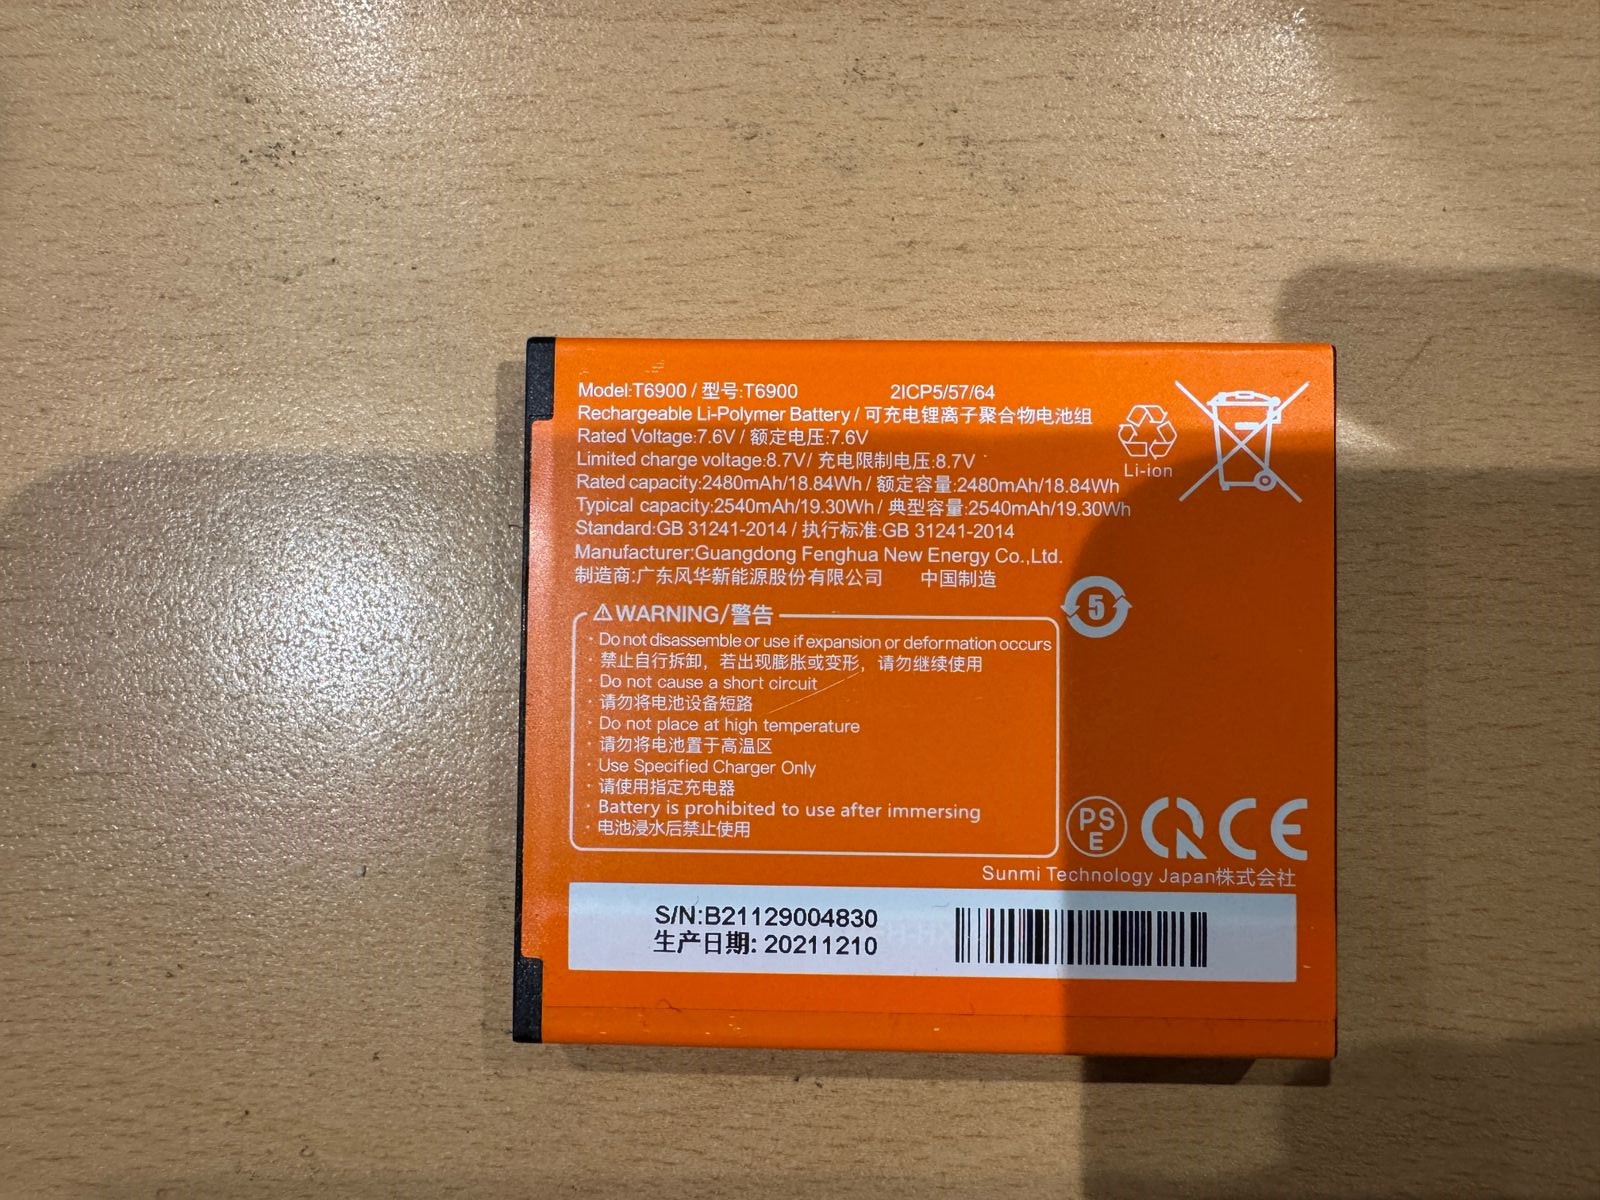 Model:T6900 / 型号:T6900 2ICP5/57/64
Rechargeable Li-Polymer Battery / 可充电锂离子聚合物电池组
Rated Voltage:7.6V / 额定电压:7.6V
Limited charge voltage:8.7V/ 充电限制电压:8.7V
Rated capacity:2480mAh/18.84Wh / 额定容量:2480mAh/18.84Wh
Typical capacity:2540mAh/19.30Wh / 典型容量:2540mAh/19.30Wh
Standard:GB 31241-2014 / 执行标准:GB 31241-2014
Manufacturer:Guangdong Fenghua New Energy Co.,Ltd.
制造商:广东风华新能源股份有限公司 中国制造
Li-ion
5
⚠WARNING/警告
· Do not disassemble or use if expansion or deformation occurs
· 禁止自行拆卸，若出现膨胀或变形，请勿继续使用
· Do not cause a short circuit
· 请勿将电池设备短路
· Do not place at high temperature
· 请勿将电池置于高温区
· Use Specified Charger Only
· 请使用指定充电器
· Battery is prohibited to use after immersing
· 电池浸水后禁止使用
PS
E
CE
Sunmi Technology Japan株式会社
S/N:B21129004830
生产日期: 20211210